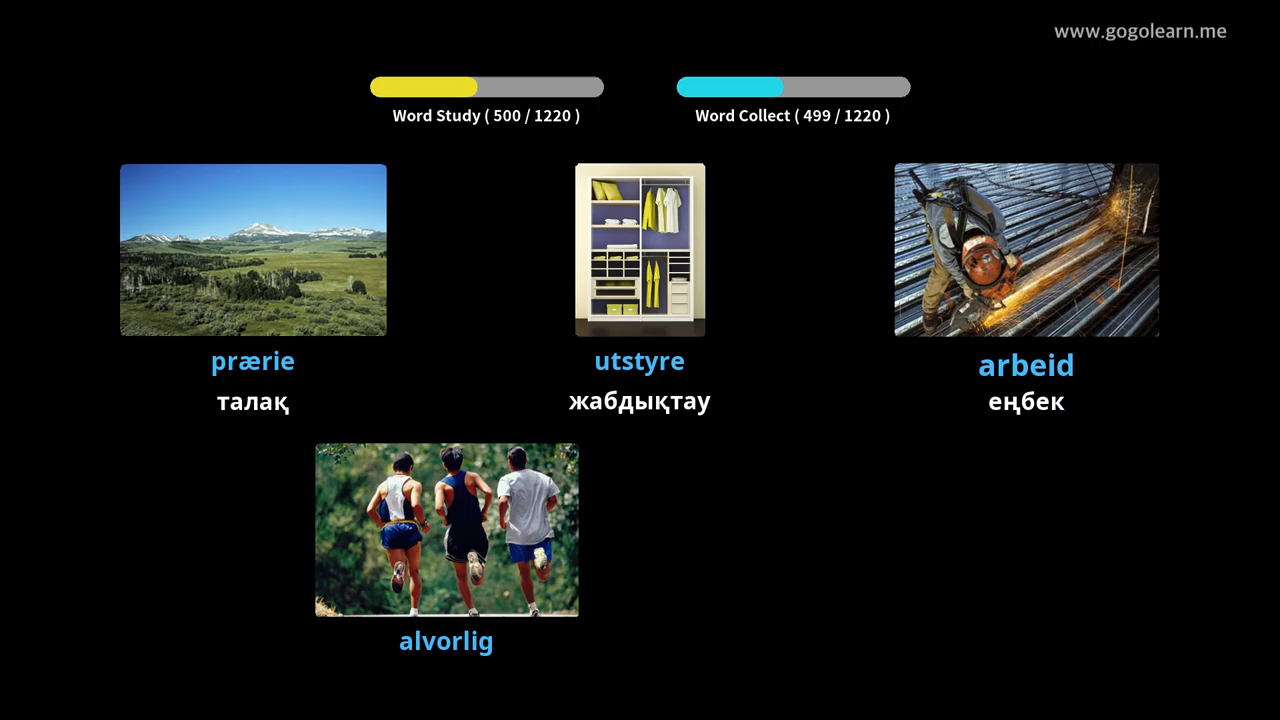 www.gogolearn.me
Word Study ( 500 / 1220 )
Word Collect ( 499 / 1220 )
prærie
utstyre
arbeid
талақ
жабдықтау
еңбек
alvorlig